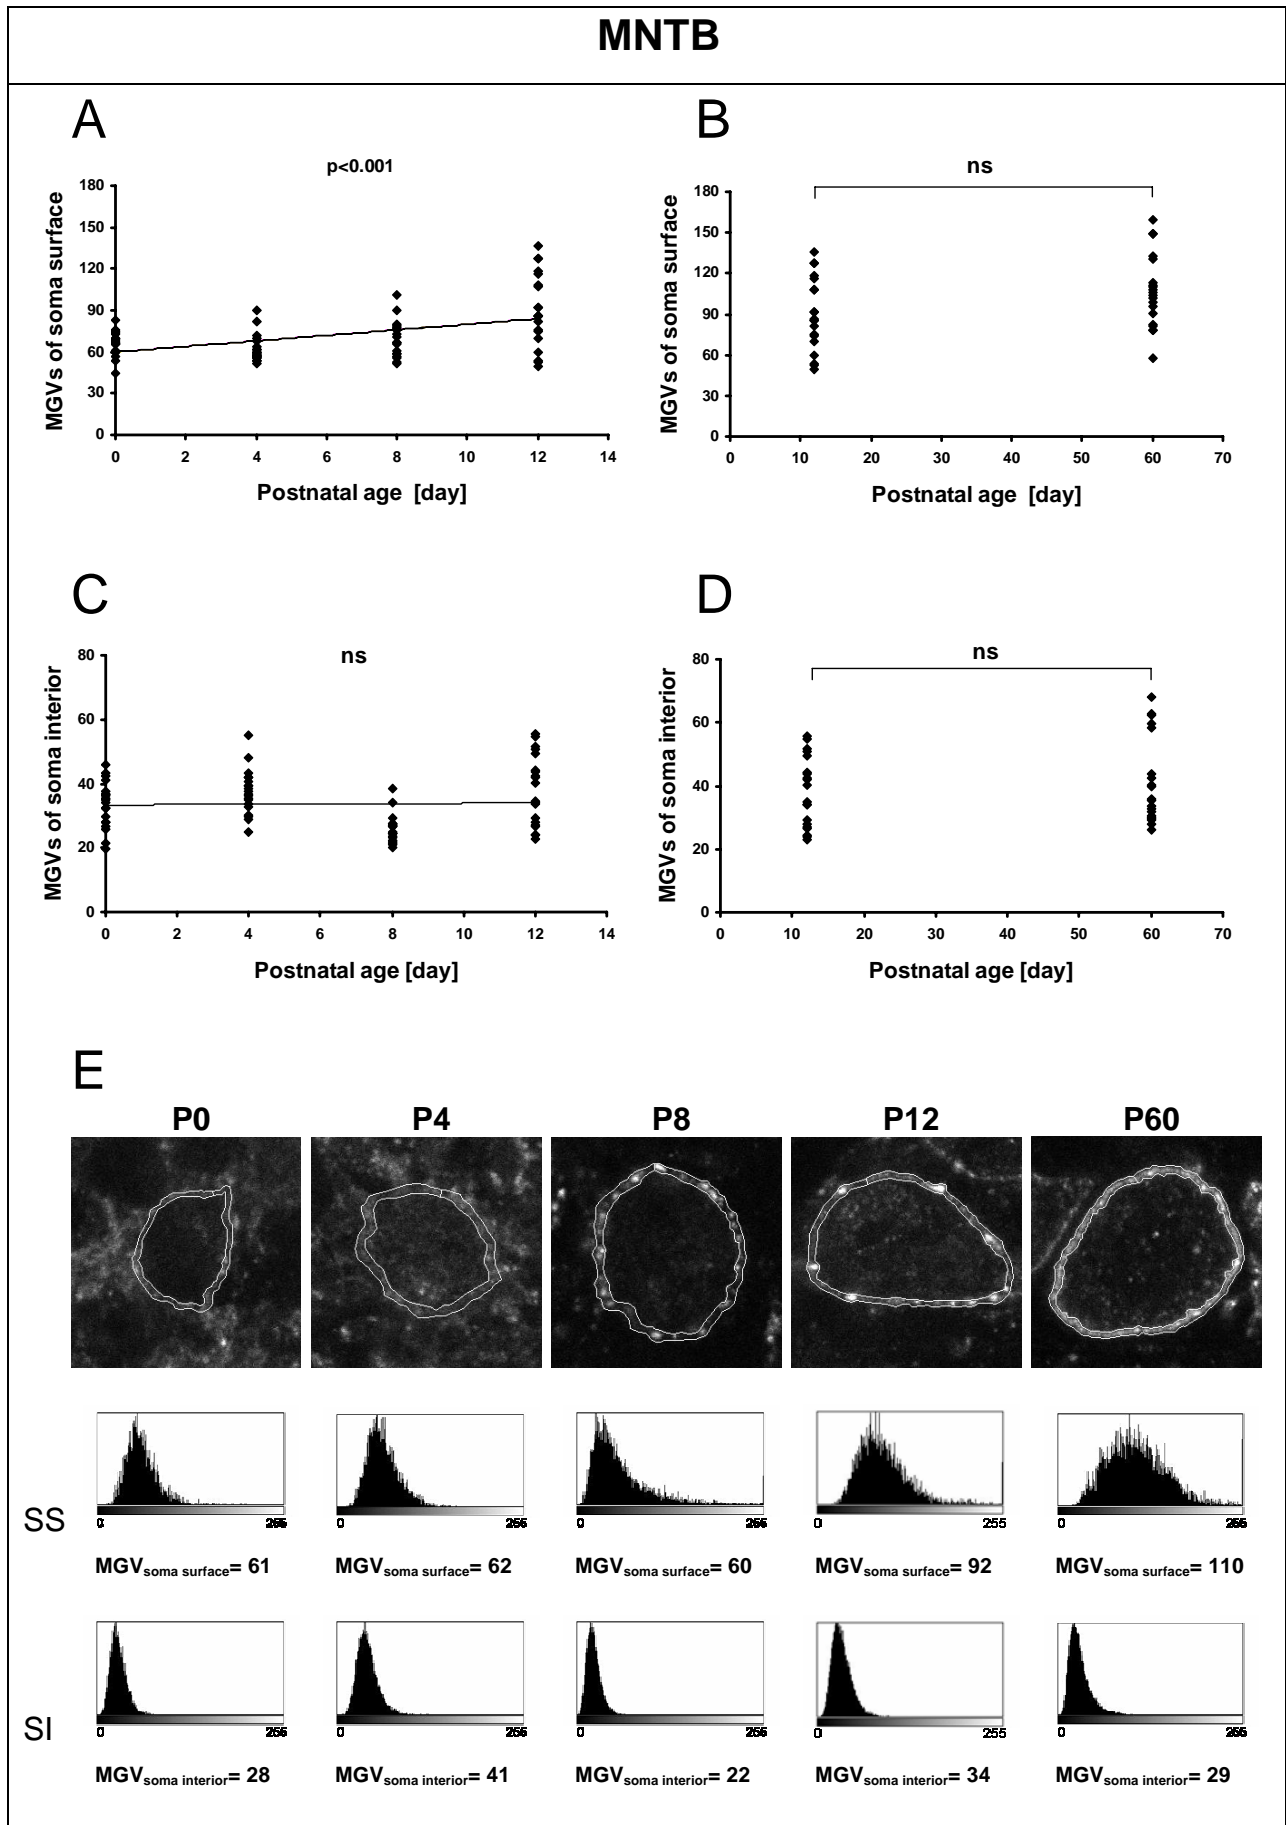 MNTB
A
p<0.001
MGVs of soma surface
180
150
120
90
60
30
0
0 2 4 6 8 10 12 14
Postnatal age [day]
B
ns
MGVs of soma surface
180
150
120
90
60
30
0
0 10 20 30 40 50 60 70
Postnatal age [day]
C
ns
MGVs of soma interior
80
60
40
20
0
0 2 4 6 8 10 12 14
Postnatal age [day]
D
ns
MGVs of soma interior
80
60
40
20
0
0 10 20 30 40 50 60 70
Postnatal age [day]
E
P0 P4 P8 P12 P60
SS
0 255 0 255 0 255 0 255 0 255
MGVsoma surface= 61 MGVsoma surface= 62 MGVsoma surface= 60 MGVsoma surface= 92 MGVsoma surface= 110
SI
0 255 0 255 0 255 0 255 0 255
MGVsoma interior= 28 MGVsoma interior= 41 MGVsoma interior= 22 MGVsoma interior= 34 MGVsoma interior= 29